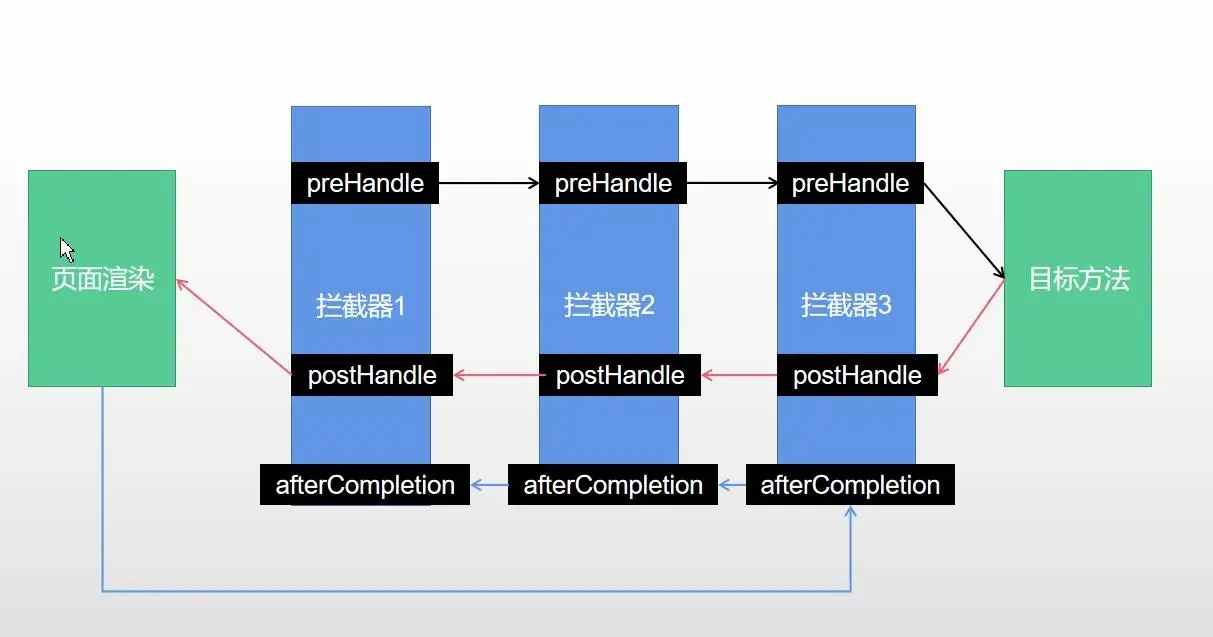 preHandle
preHandle
preHandle
页面渲染
拦截器1
拦截器2
拦截器3
目标方法
postHandle
postHandle
postHandle
afterCompletion
afterCompletion
afterCompletion